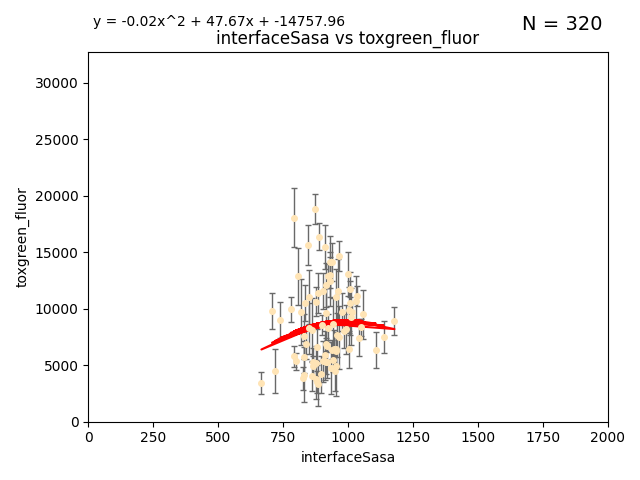 y = -0.02x^2 + 47.67x + -14757.96
N = 320
interfaceSasa vs toxgreen_fluor
30000
25000
20000
15000
10000
5000
0
toxgreen_fluor
0 250 500 750 1000 1250 1500 1750 2000
interfaceSasa